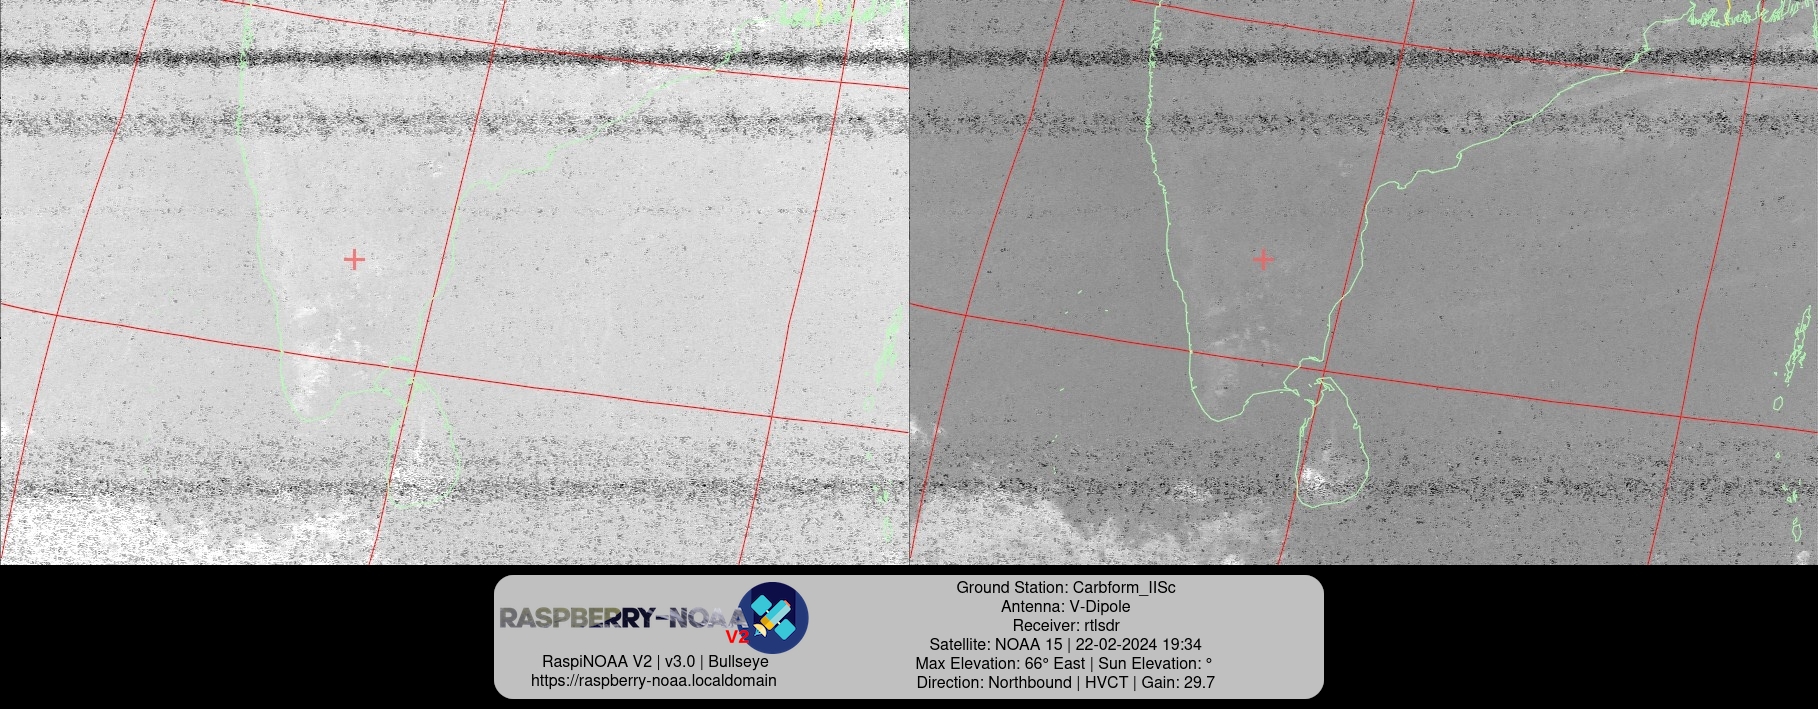 RASPBERRY-NOAA
V2
RaspiNOAA V2 | v3.0 | Bullseye
https://raspberry-noaa.localdomain
Ground Station: Carbform_IISc
Antenna: V-Dipole
Receiver: rtlsdr
Satellite: NOAA 15 | 22-02-2024 19:34
Max Elevation: 66° East | Sun Elevation: °
Direction: Northbound | HVCT | Gain: 29.7